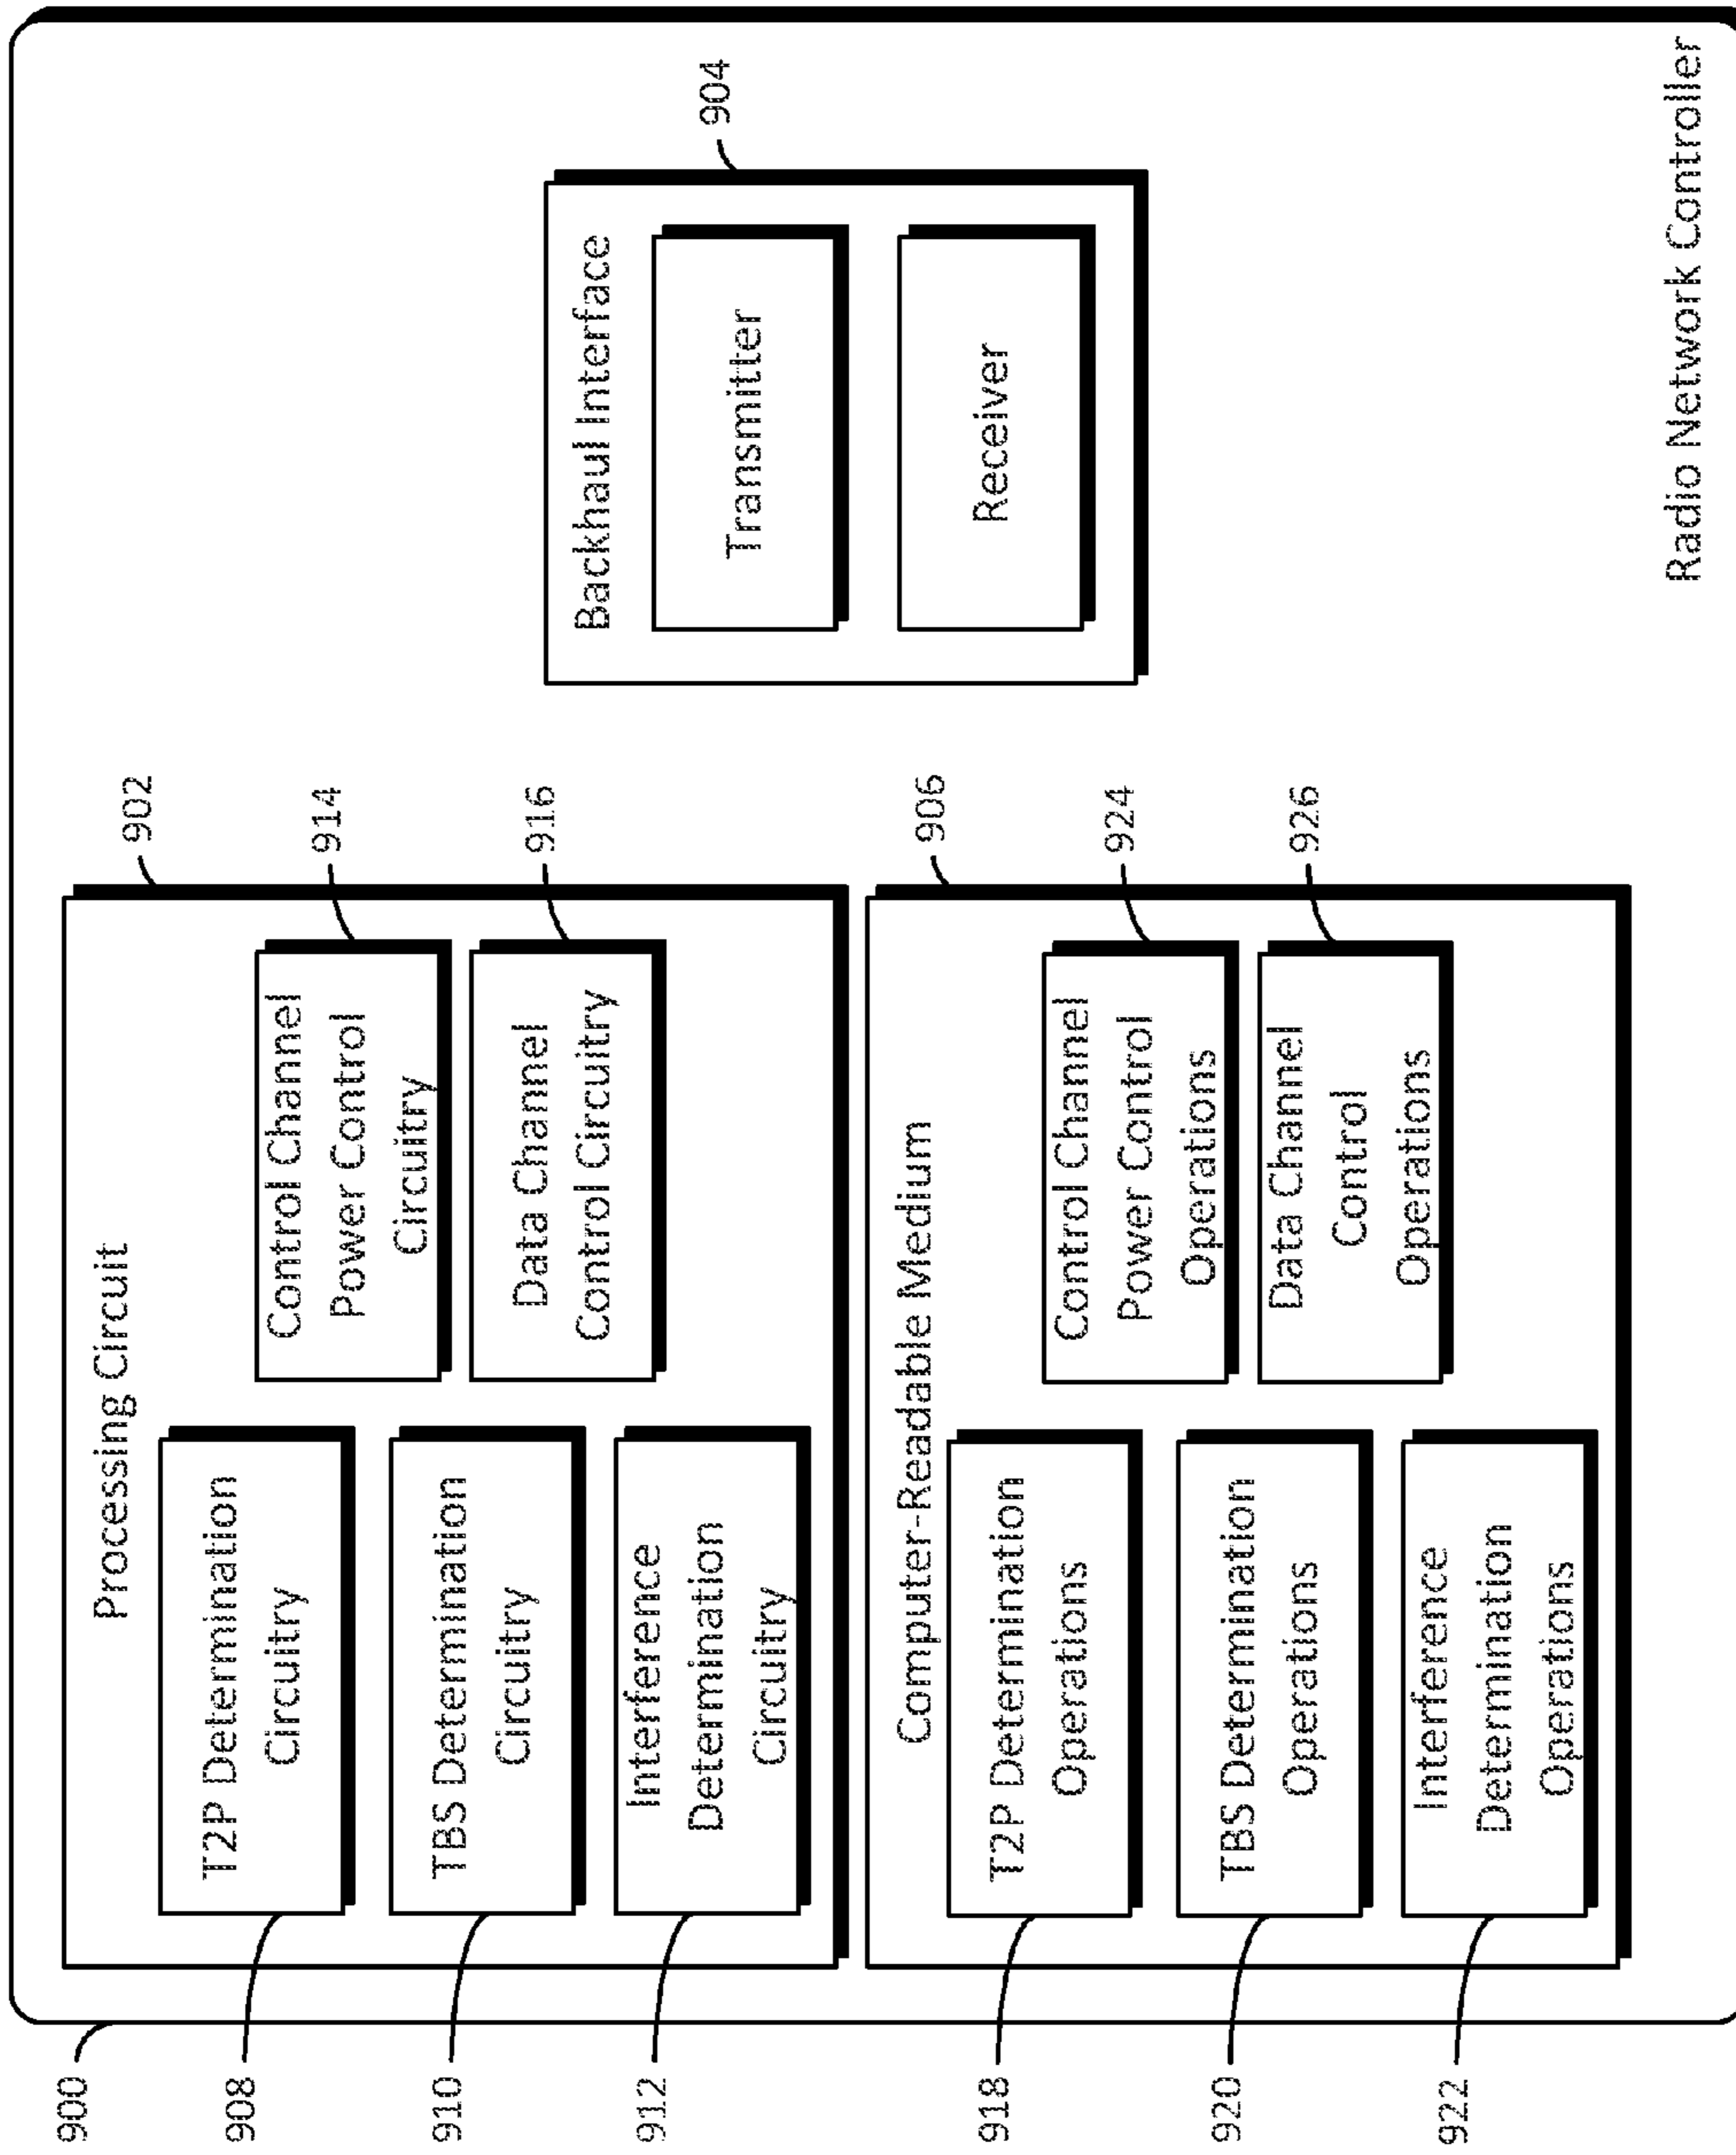 900
Processing Circuit
902
908
T2P Determination
Circuitry
Control Channel
Power Control
Circuitry
914
910
TBS Determination
Circuitry
Data Channel
Control Circuitry
916
912
Interference
Determination
Circuitry
Backhaul Interface
904
Transmitter
Receiver
Computer-Readable Medium
906
918
T2P Determination
Operations
Control Channel
Power Control
Operations
924
920
TBS Determination
Operations
Data Channel
Control
Operations
926
922
Interference
Determination
Operations
Radio Network Controller